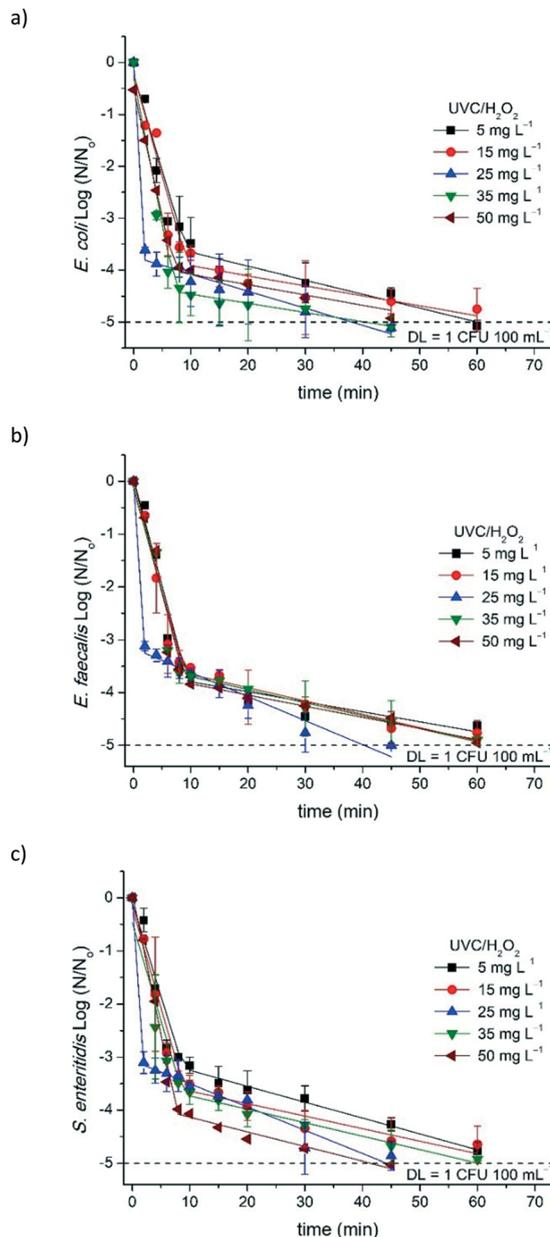 a)
0
-1
-2
-3
-4
-5
E. coli Log (N/N₀)
UVC/H₂O₂
5 mg L⁻¹
15 mg L⁻¹
25 mg L⁻¹
35 mg L⁻¹
50 mg L⁻¹
DL = 1 CFU 100 mL⁻¹
0 10 20 30 40 50 60 70
time (min)
b)
0
-1
-2
-3
-4
-5
E. faecalis Log (N/N₀)
UVC/H₂O₂
5 mg L⁻¹
15 mg L⁻¹
25 mg L⁻¹
35 mg L⁻¹
50 mg L⁻¹
DL = 1 CFU 100 mL⁻¹
0 10 20 30 40 50 60 70
time (min)
c)
0
-1
-2
-3
-4
-5
S. enteritidis Log (N/N₀)
UVC/H₂O₂
5 mg L⁻¹
15 mg L⁻¹
25 mg L⁻¹
35 mg L⁻¹
50 mg L⁻¹
DL = 1 CFU 100 mL⁻¹
0 10 20 30 40 50 60 70
time (min)